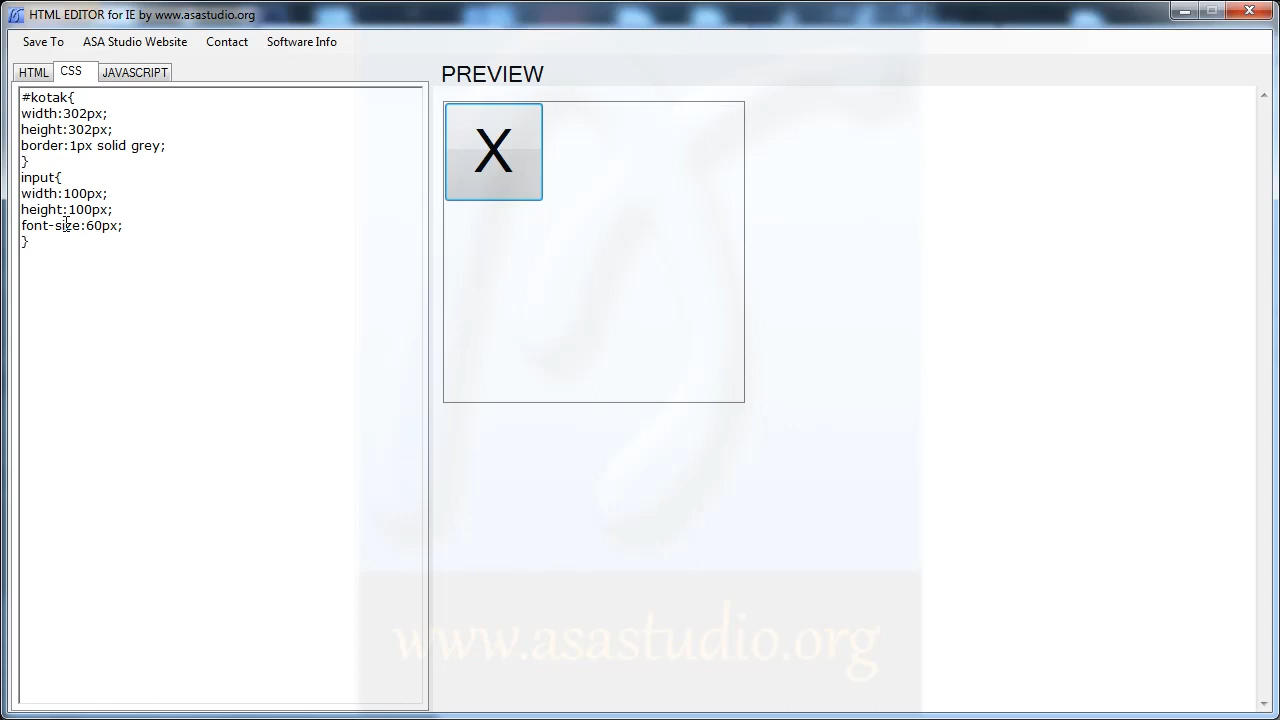 HTML EDITOR for IE by www.asastudio.org
Save To ASA Studio Website Contact Software Info
HTML CSS JAVASCRIPT
PREVIEW
#kotak{
width:302px;
height:302px;
border:1px solid grey;
}
input{
width:100px;
height:100px;
font-size:60px;
}
X
www.asastudio.org